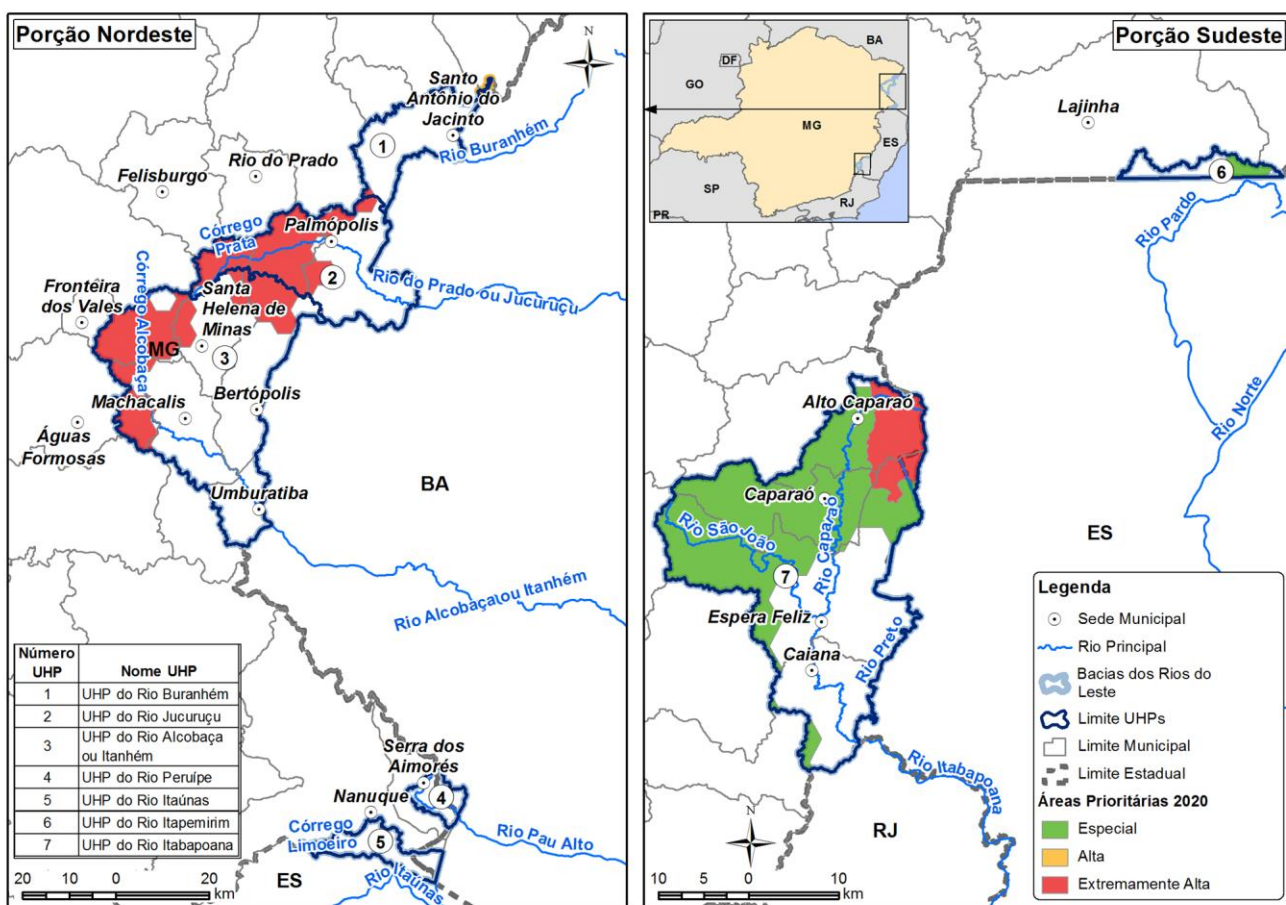 Porção Nordeste
N
Santo
Antônio do
Jacinto
1
Rio Buranhém
Rio do Prado
Felisburgo
Córrego
Prata
Palmópolis
2
Rio do Prado ou Jucuruçu
Fronteira
dos Vales
Santa
Helena de
Minas
Córrego Alcobaça
MG
3
Machacalis
Bertópolis
Águas
Formosas
Umburatiba
BA
Rio Alcobaça ou Itanhém
Número UHP Nome UHP
1 UHP do Rio Buranhém
2 UHP do Rio Jucuruçu
3 UHP do Rio Alcobaça
ou Itanhém
4 UHP do Rio Peruípe
5 UHP do Rio Itaúnas
6 UHP do Rio Itapemirim
7 UHP do Rio Itabapoana
Serra dos
Aimorés
4
Nanuque
Córrego
Limoeiro
5
Rio Pau Alto
ES
Rio Itaúnas
20 10 0 20
km
Porção Sudeste
BA
DF
GO
MG
ES
SP
RJ
PR
Lajinha
6
Rio Pardo
Rio Norte
Alto Caparaó
Caparaó
Rio São João
Rio Caparaó
7
ES
Espera Feliz
Rio Preto
Caiana
Rio Itabapoana
RJ
N
10 5 0 10
km
Legenda
Sede Municipal
Rio Principal
Bacias dos Rios do
Leste
Limite UHPs
Limite Municipal
Limite Estadual
Áreas Prioritárias 2020
Especial
Alta
Extremamente Alta